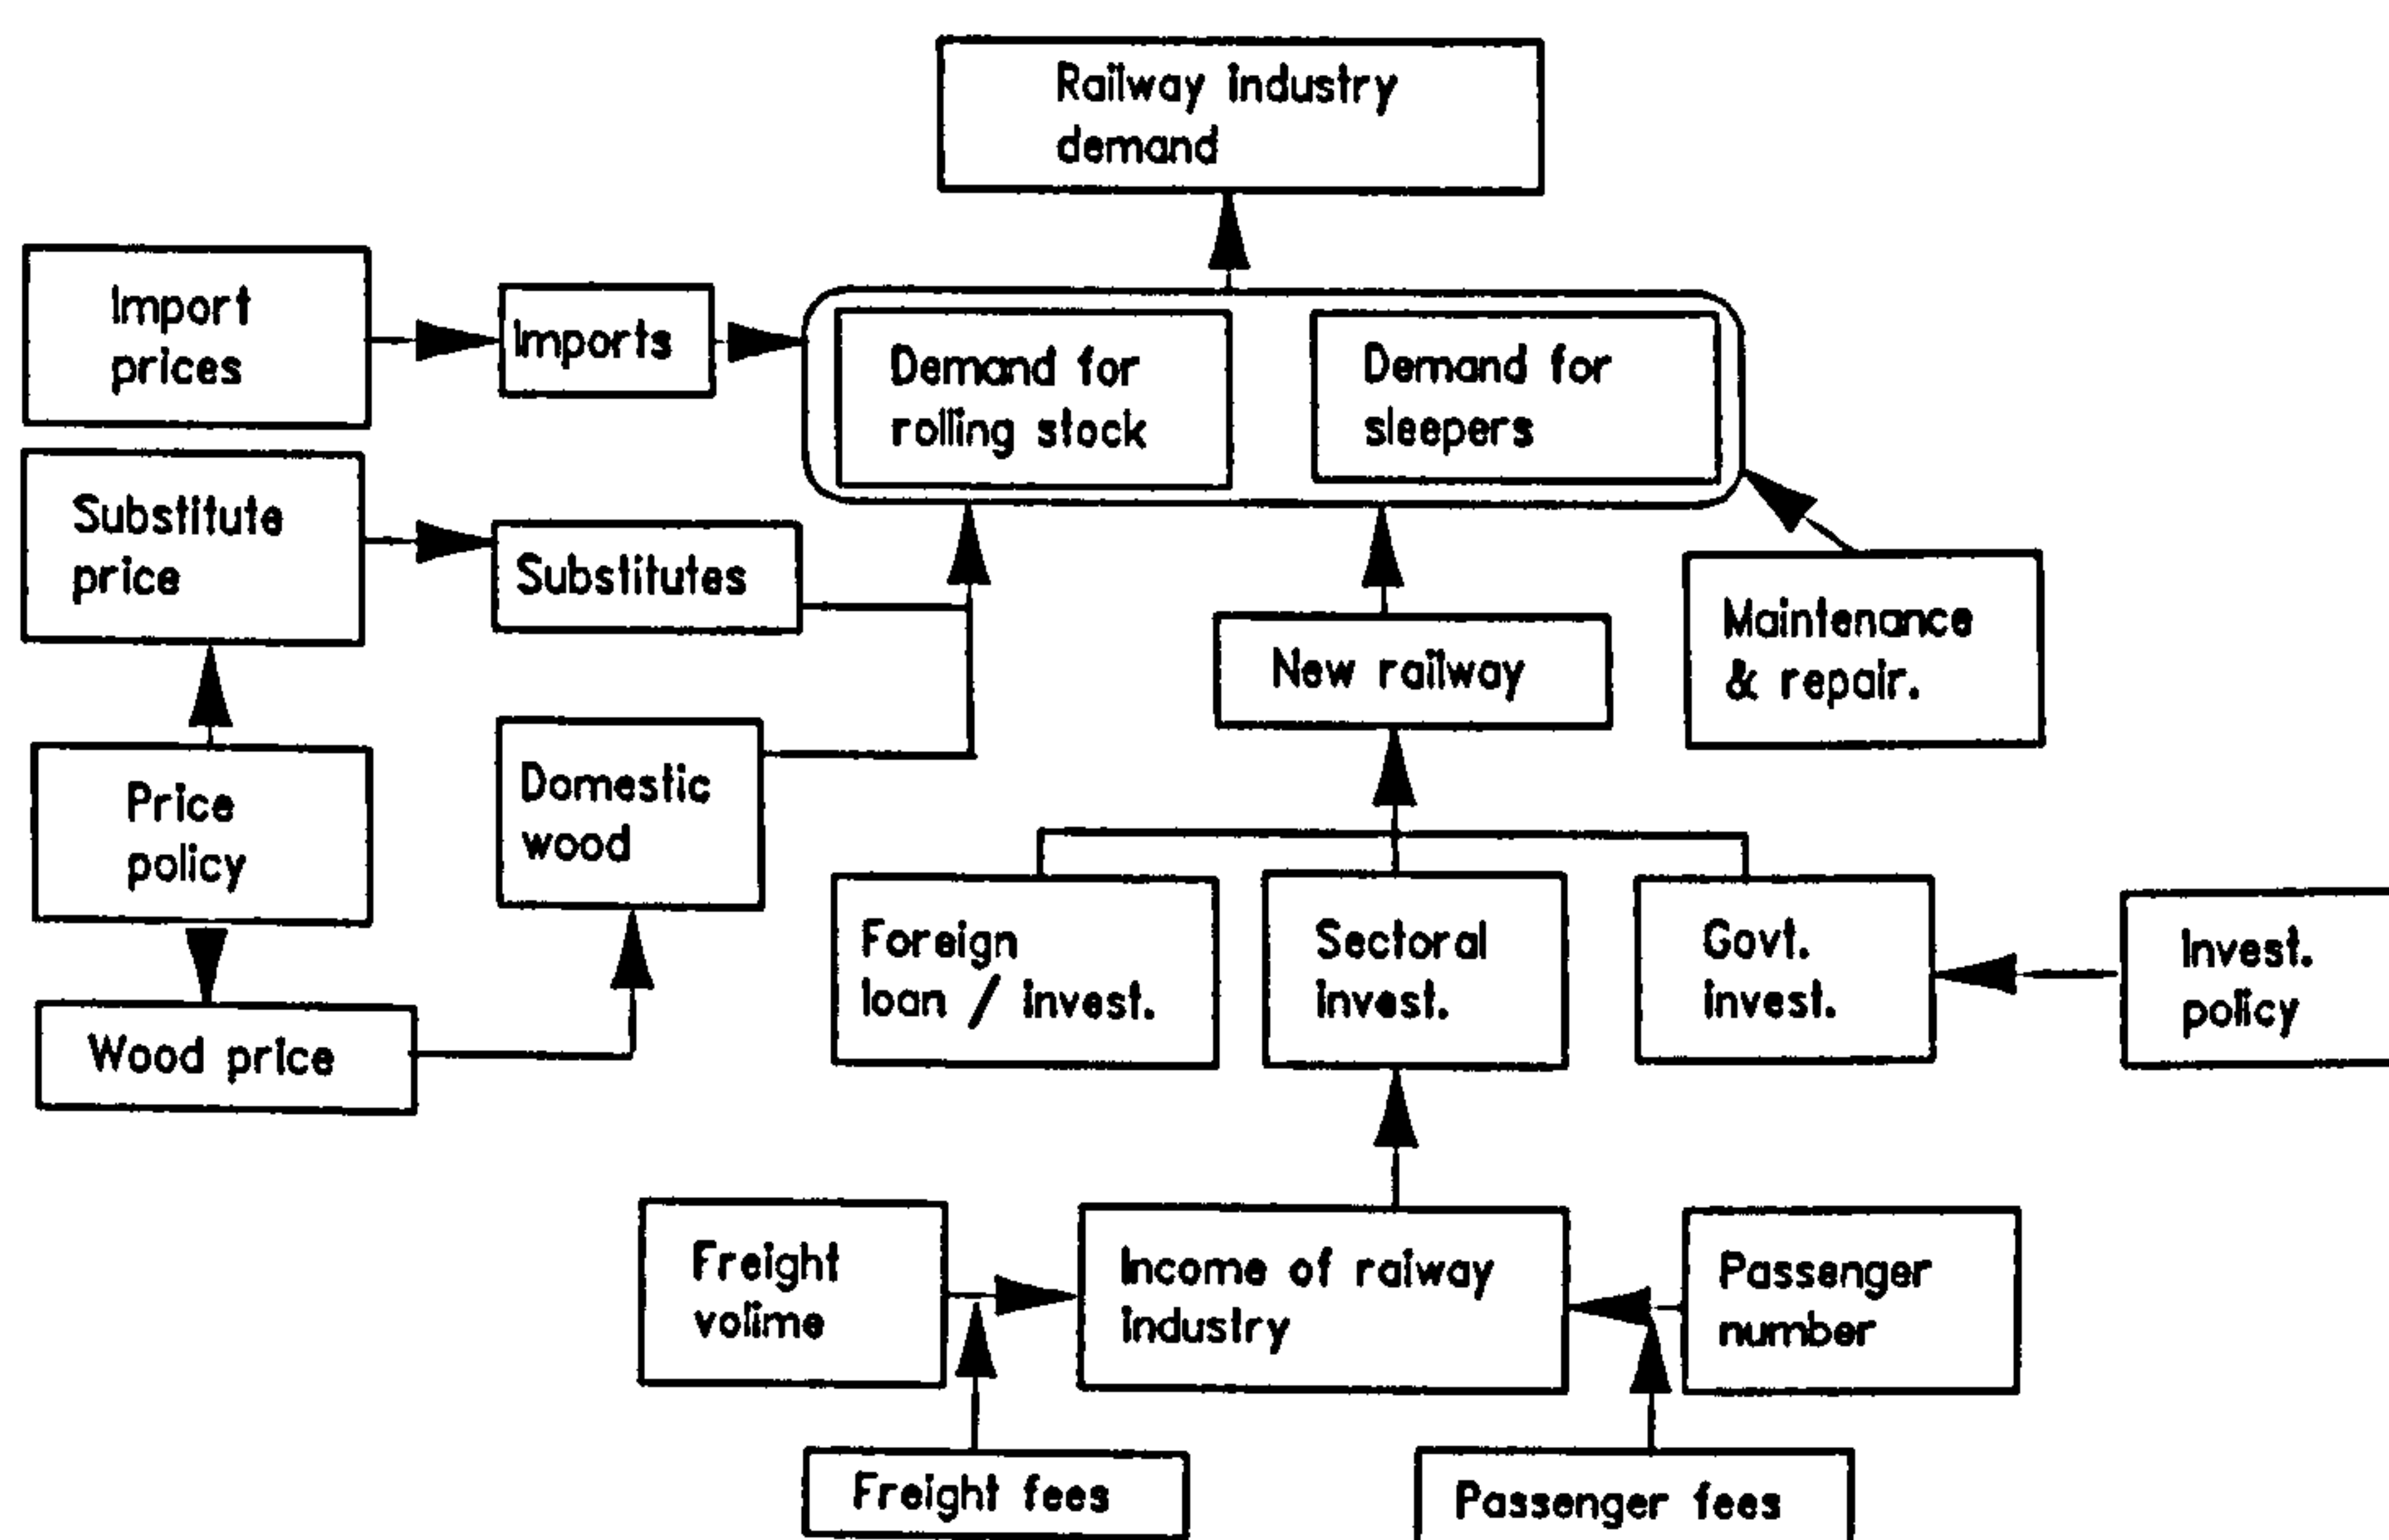 Railway industry
demand
Import
prices
Imports
Demand for
rolling stock
Demand for
sleepers
Substitute
price
Substitutes
New railway
Maintenance
& repair.
Price
policy
Domestic
wood
Foreign
loan / invest.
Sectoral
invest.
Govt.
invest.
Invest.
policy
Wood price
Freight
volime
Income of raiway
industry
Passenger
number
Freight fees
Passenger fees